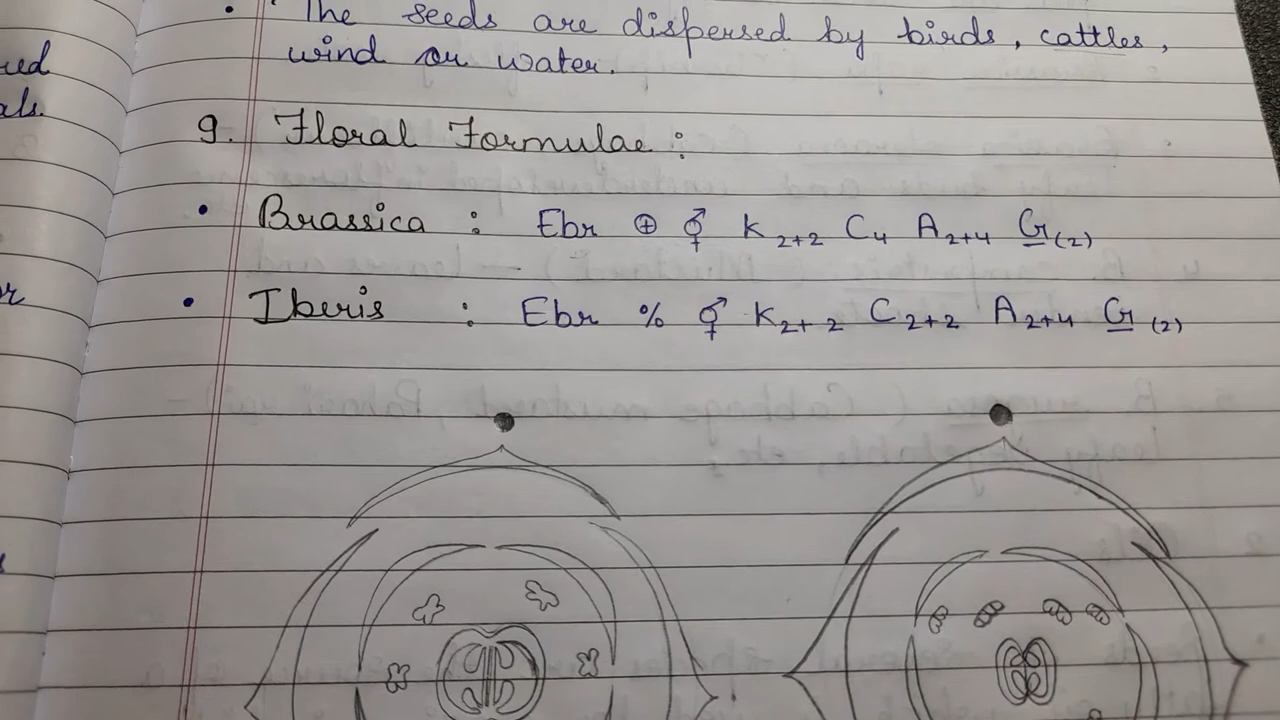 • The seeds are dispersed by birds, cattles,
wind or water.
9. Floral Formulae :
• Brassica : Ebr ⊕ ⚥ K₂₊₂ C₄ A₂₊₄ G̲₍₂₎
• Iberis : Ebr % ⚥ K₂₊₂ C₂₊₂ A₂₊₄ G̲₍₂₎